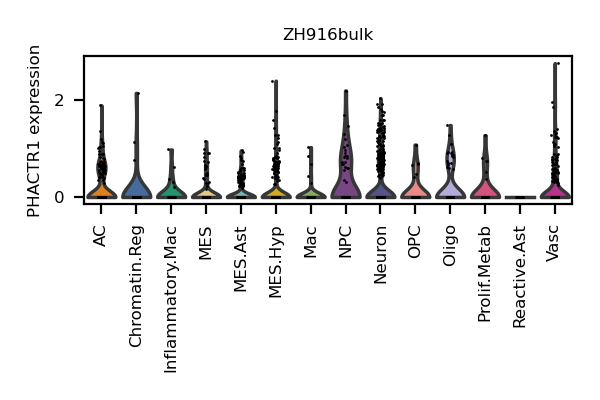 ZH916bulk
PHACTR1 expression
2
0
AC
Chromatin.Reg
Inflammatory.Mac
MES
MES.Ast
MES.Hyp
Mac
NPC
Neuron
OPC
Oligo
Prolif.Metab
Reactive.Ast
Vasc